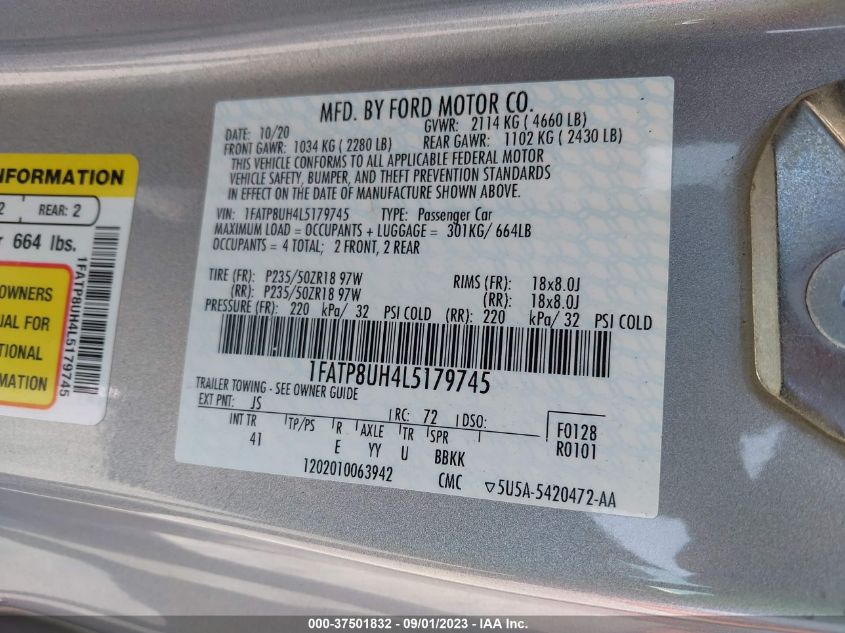 MFD. BY FORD MOTOR CO.
DATE: 10/20 GVWR: 2114 KG ( 4660 LB)
FRONT GAWR: 1034 KG ( 2280 LB) REAR GAWR: 1102 KG ( 2430 LB)
THIS VEHICLE CONFORMS TO ALL APPLICABLE FEDERAL MOTOR
VEHICLE SAFETY, BUMPER, AND THEFT PREVENTION STANDARDS
IN EFFECT ON THE DATE OF MANUFACTURE SHOWN ABOVE.
VIN: 1FATP8UH4L5179745 TYPE: Passenger Car
MAXIMUM LOAD = OCCUPANTS + LUGGAGE = 301KG/ 664LB
OCCUPANTS = 4 TOTAL; 2 FRONT, 2 REAR
TIRE (FR): P235/50ZR18 97W RIMS (FR): 18x8.0J
(RR): P235/50ZR18 97W (RR): 18x8.0J
PRESSURE (FR): 220 kPa/ 32 PSI COLD (RR): 220 kPa/ 32 PSI COLD
1FATP8UH4L5179745
TRAILER TOWING - SEE OWNER GUIDE
EXT PNT: JS RC: 72 DSO:
INT TR TP/PS R AXLE TR SPR F0128
41 E YY U BBKK R0101
1202010063942 CMC ▽5U5A-5420472-AA
NFORMATION
2 REAR: 2
r 664 lbs.
OWNERS
UAL FOR
TIONAL
MATION
1FATP8UH4L5179745
000-37501832 - 09/01/2023 - IAA Inc.